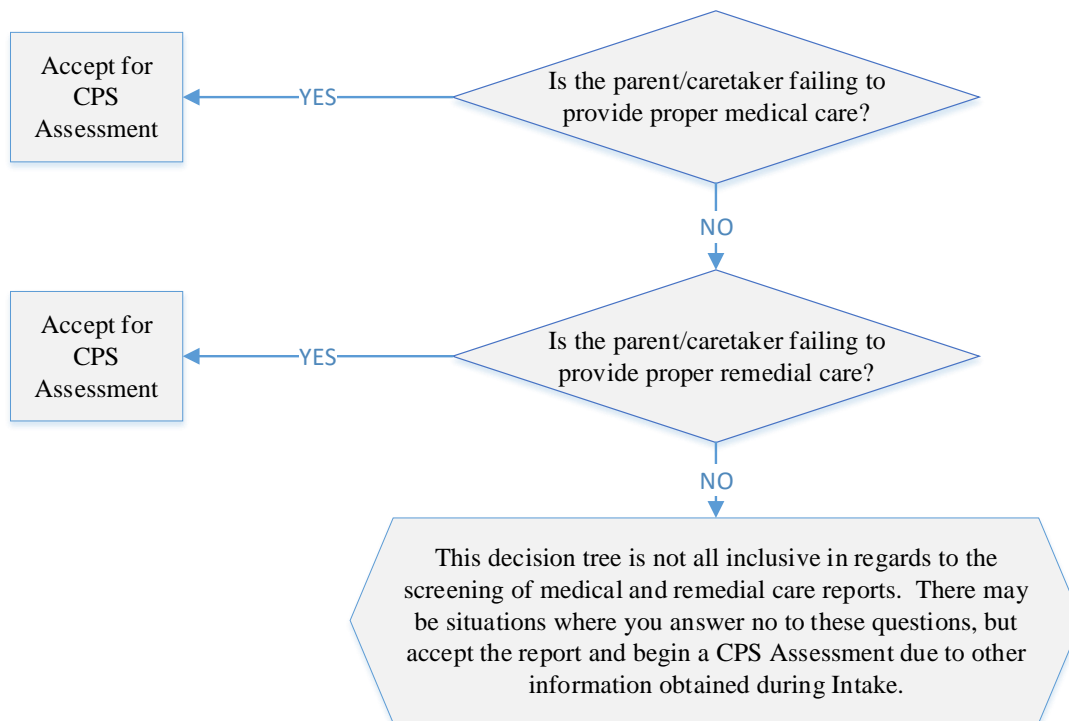 Accept for
CPS
Assessment
YES
Is the parent/caretaker failing to
provide proper medical care?
NO
Accept for
CPS
Assessment
YES
Is the parent/caretaker failing to
provide proper remedial care?
NO
This decision tree is not all inclusive in regards to the
screening of medical and remedial care reports.  There may
be situations where you answer no to these questions, but
accept the report and begin a CPS Assessment due to other
information obtained during Intake.